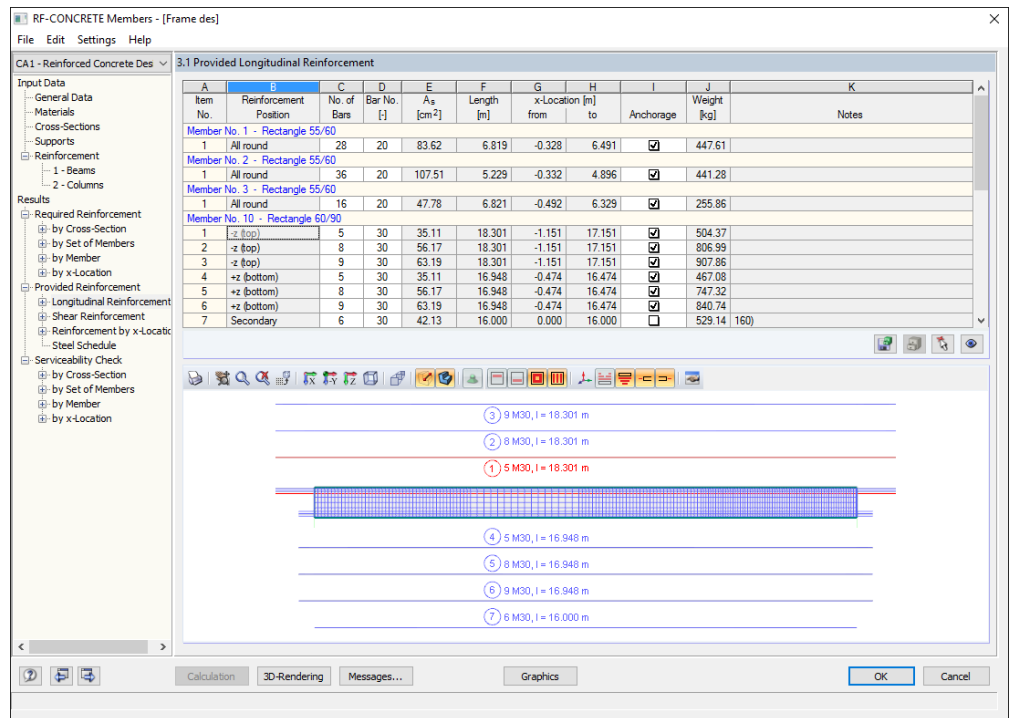 RF-CONCRETE Members - [Frame des]
File Edit Settings Help
CA1 - Reinforced Concrete Des
3.1 Provided Longitudinal Reinforcement
Input Data
General Data
Materials
Cross-Sections
Supports
Reinforcement
1 - Beams
2 - Columns
Results
Required Reinforcement
by Cross-Section
by Set of Members
by Member
by x-Location
Provided Reinforcement
Longitudinal Reinforcement
Shear Reinforcement
Reinforcement by x-Locatic
Steel Schedule
Serviceability Check
by Cross-Section
by Set of Members
by Member
by x-Location
A B C D E F G H I J K
Item Reinforcement No. of Bar No. As Length x-Location [m] Weight
No. Position Bars [-] [cm2] [m] from to Anchorage [kg] Notes
Member No. 1 - Rectangle 55/60
1 All round 28 20 83.62 6.819 -0.328 6.491 447.61
Member No. 2 - Rectangle 55/60
1 All round 36 20 107.51 5.229 -0.332 4.896 441.28
Member No. 3 - Rectangle 55/60
1 All round 16 20 47.78 6.821 -0.492 6.329 255.86
Member No. 10 - Rectangle 60/90
1 -z (top) 5 30 35.11 18.301 -1.151 17.151 504.37
2 -z (top) 8 30 56.17 18.301 -1.151 17.151 806.99
3 -z (top) 9 30 63.19 18.301 -1.151 17.151 907.86
4 +z (bottom) 5 30 35.11 16.948 -0.474 16.474 467.08
5 +z (bottom) 8 30 56.17 16.948 -0.474 16.474 747.32
6 +z (bottom) 9 30 63.19 16.948 -0.474 16.474 840.74
7 Secondary 6 30 42.13 16.000 0.000 16.000 529.14 160)
3 9 M30, l = 18.301 m
2 8 M30, l = 18.301 m
1 5 M30, l = 18.301 m
4 5 M30, l = 16.948 m
5 8 M30, l = 16.948 m
6 9 M30, l = 16.948 m
7 6 M30, l = 16.000 m
Calculation 3D-Rendering Messages... Graphics OK Cancel